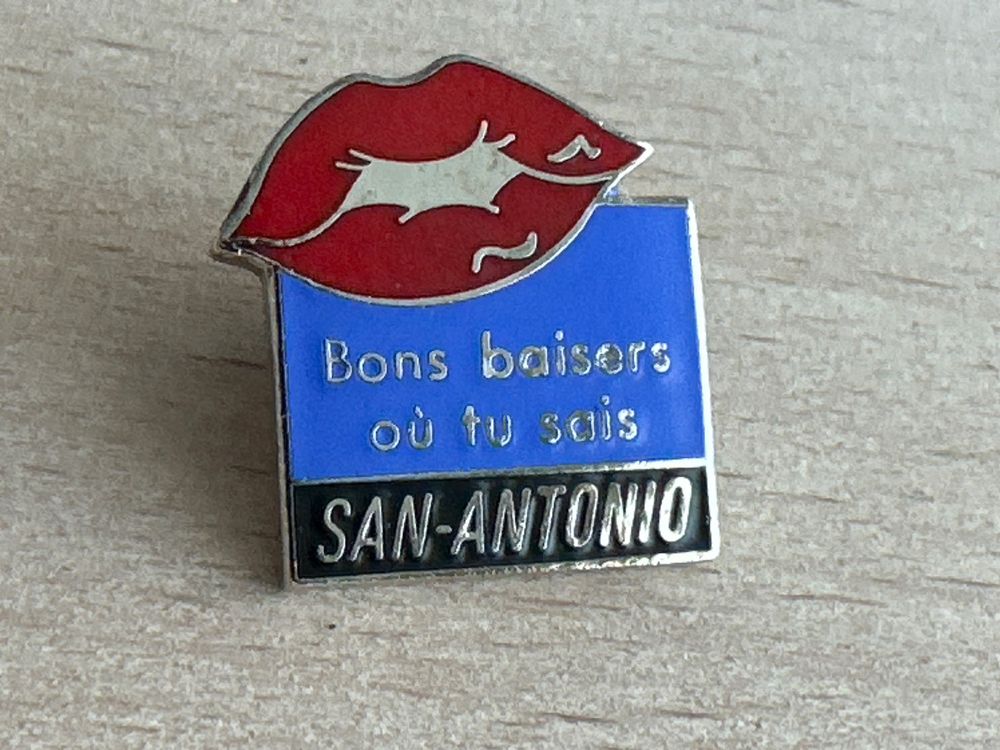 Bons baisers
où tu sais
SAN-ANTONIO